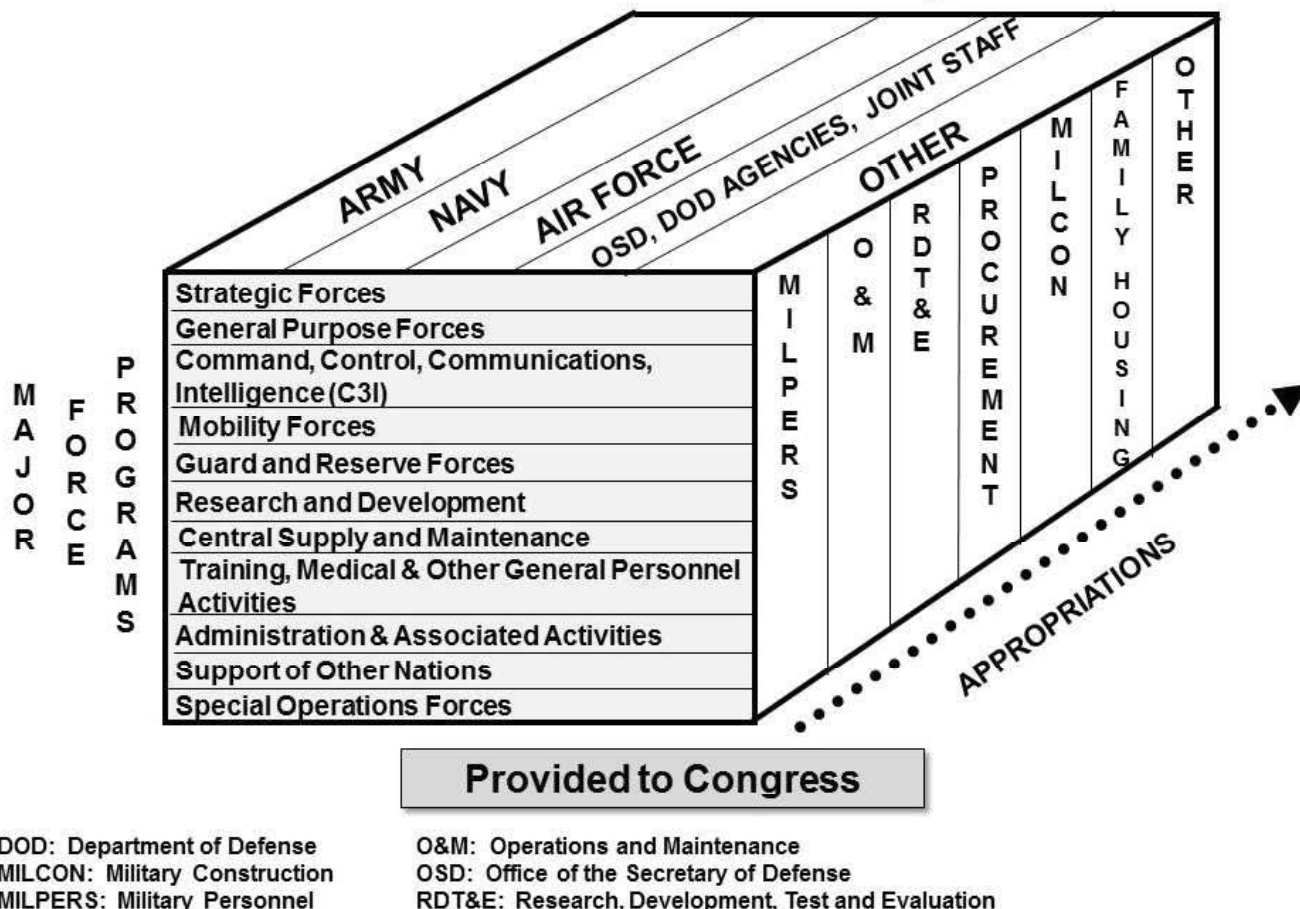 ARMY
NAVY
AIR FORCE
OSD, DOD AGENCIES, JOINT STAFF
OTHER
MAJOR
FORCE
PROGRAMS
Strategic Forces
General Purpose Forces
Command, Control, Communications,
Intelligence (C3I)
Mobility Forces
Guard and Reserve Forces
Research and Development
Central Supply and Maintenance
Training, Medical & Other General Personnel
Activities
Administration & Associated Activities
Support of Other Nations
Special Operations Forces
MILPERS
O&M
RDT&E
PROCUREMENT
MILCON
FAMILY HOUSING
OTHER
APPROPRIATIONS
Provided to Congress
DOD: Department of Defense
MILCON: Military Construction
MILPERS: Military Personnel
O&M: Operations and Maintenance
OSD: Office of the Secretary of Defense
RDT&E: Research, Development, Test and Evaluation